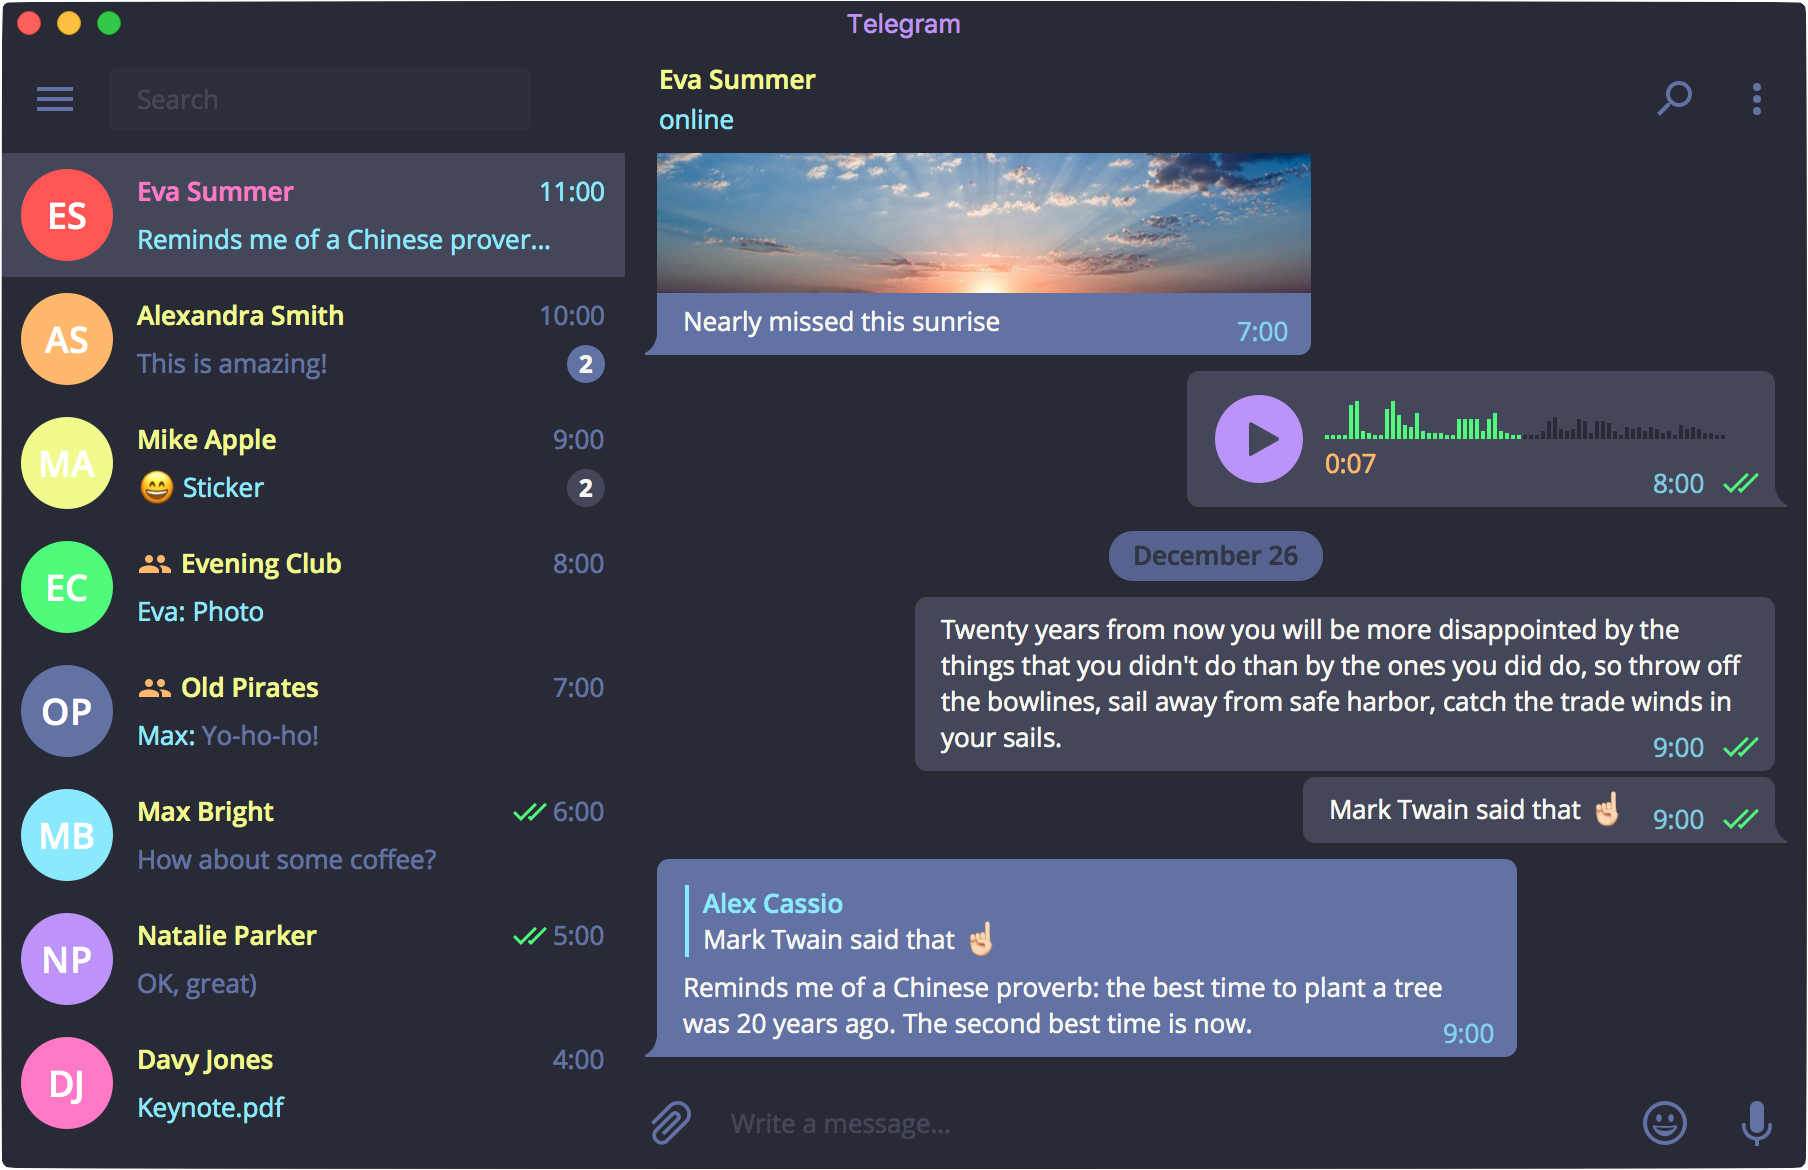 Telegram
Search
ES
Eva Summer
11:00
Reminds me of a Chinese prover...
AS
Alexandra Smith
10:00
This is amazing!
2
MA
Mike Apple
9:00
😄 Sticker
2
EC
Evening Club
8:00
Eva: Photo
OP
Old Pirates
7:00
Max: Yo-ho-ho!
MB
Max Bright
6:00
How about some coffee?
NP
Natalie Parker
5:00
OK, great)
DJ
Davy Jones
4:00
Keynote.pdf
Eva Summer
online
Nearly missed this sunrise
7:00
0:07
8:00
December 26
Twenty years from now you will be more disappointed by the
things that you didn't do than by the ones you did do, so throw off
the bowlines, sail away from safe harbor, catch the trade winds in
your sails.
9:00
Mark Twain said that ☝🏻
9:00
Alex Cassio
Mark Twain said that ☝🏻
Reminds me of a Chinese proverb: the best time to plant a tree
was 20 years ago. The second best time is now.
9:00
Write a message...